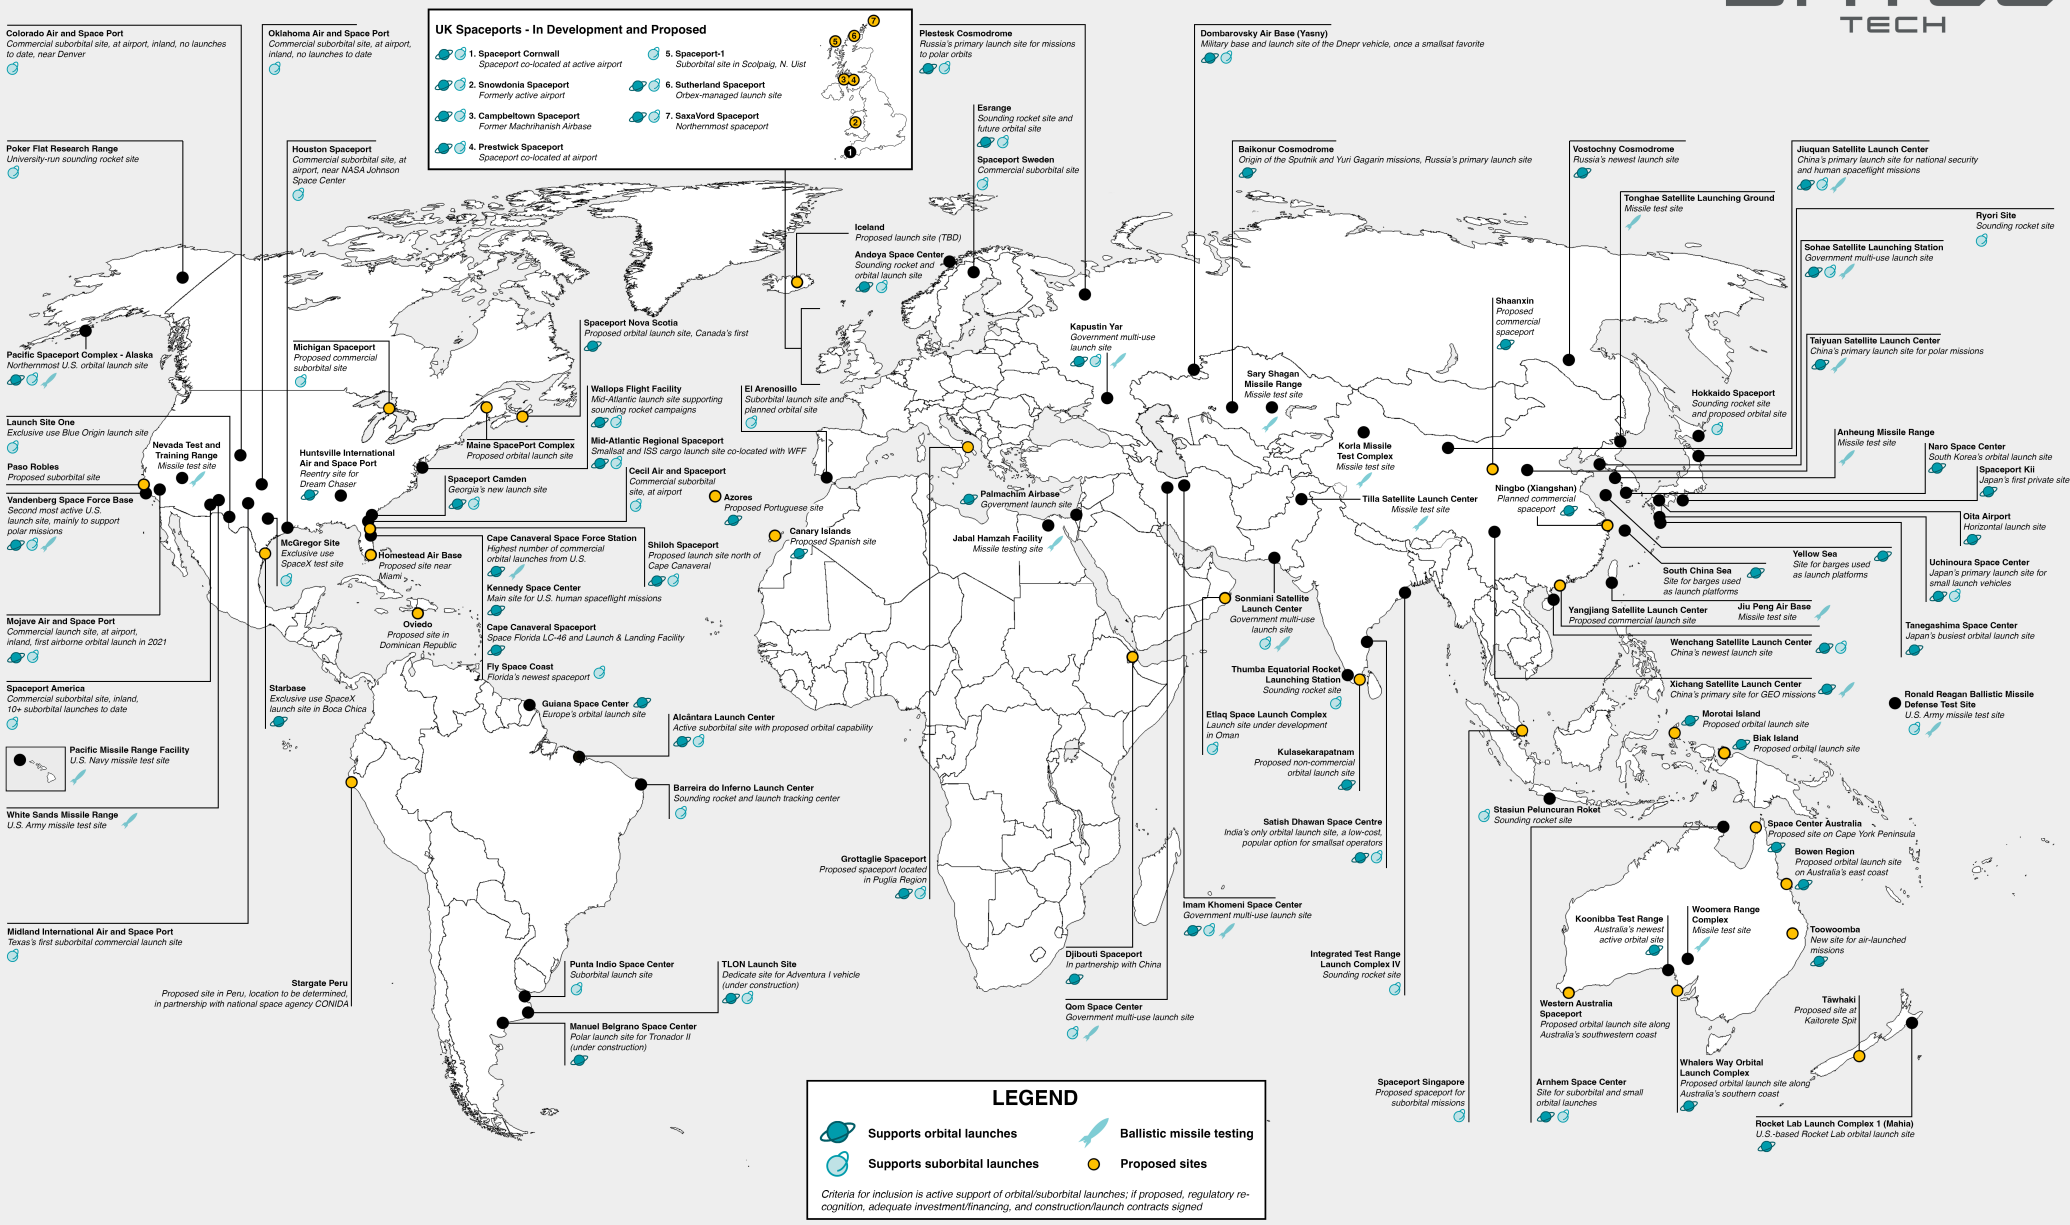 TECH
Colorado Air and Space Port
Commercial suborbital site, at airport, inland, no launches
to date, near Denver
Oklahoma Air and Space Port
Commercial suborbital site, at airport,
inland, no launches to date
UK Spaceports - In Development and Proposed
1. Spaceport Cornwall
Spaceport co-located at active airport
2. Snowdonia Spaceport
Formerly active airport
3. Campbeltown Spaceport
Former Machrihanish Airbase
4. Prestwick Spaceport
Spaceport co-located at airport
5. Spaceport-1
Suborbital site in Scolpaig, N. Uist
6. Sutherland Spaceport
Orbex-managed launch site
7. SaxaVord Spaceport
Northernmost spaceport
7
6
5
3
4
2
1
Plestesk Cosmodrome
Russia's primary launch site for missions
to polar orbits
Dombarovsky Air Base (Yasny)
Military base and launch site of the Dnepr vehicle, once a smallsat favorite
Esrange
Sounding rocket site and
future orbital site
Spaceport Sweden
Commercial suborbital site
Poker Flat Research Range
University-run sounding rocket site
Houston Spaceport
Commercial suborbital site, at
airport, near NASA Johnson
Space Center
Baikonur Cosmodrome
Origin of the Sputnik and Yuri Gagarin missions, Russia's primary launch site
Vostochny Cosmodrome
Russia's newest launch site
Jiuquan Satellite Launch Center
China's primary launch site for national security
and human spaceflight missions
Tonghae Satellite Launching Ground
Missile test site
Ryori Site
Sounding rocket site
Sohae Satellite Launching Station
Government multi-use launch site
Iceland
Proposed launch site (TBD)
Andøya Space Center
Sounding rocket and
orbital launch site
Shaanxin
Proposed
commercial
spaceport
Kapustin Yar
Government multi-use
launch site
Spaceport Nova Scotia
Proposed orbital launch site, Canada's first
Michigan Spaceport
Proposed commercial
suborbital site
Pacific Spaceport Complex - Alaska
Northernmost U.S. orbital launch site
Taiyuan Satellite Launch Center
China's primary launch site for polar missions
Sary Shagan
Missile Range
Missile test site
Hokkaido Spaceport
Sounding rocket site
and proposed orbital site
Wallops Flight Facility
Mid-Atlantic launch site supporting
sounding rocket campaigns
El Arenosillo
Suborbital launch site and
planned orbital site
Launch Site One
Exclusive use Blue Origin launch site
Nevada Test and
Training Range
Missile test site
Huntsville International
Air and Space Port
Reentry site for
Dream Chaser
Maine SpacePort Complex
Proposed orbital launch site
Mid-Atlantic Regional Spaceport
Smallsat and ISS cargo launch site co-located with WFF
Korla Missile
Test Complex
Missile test site
Anheung Missile Range
Missile test site
Naro Space Center
South Korea's orbital launch site
Paso Robles
Proposed suborbital site
Spaceport Camden
Georgia's new launch site
Cecil Air and Spaceport
Commercial suborbital
site, at airport
Spaceport Kii
Japan's first private site
Vandenberg Space Force Base
Second most active U.S.
launch site, mainly to support
polar missions
Azores
Proposed Portuguese site
Palmachim Airbase
Government launch site
Tilla Satellite Launch Center
Missile test site
Ningbo (Xiangshan)
Planned commercial
spaceport
Oita Airport
Horizontal launch site
McGregor Site
Exclusive use
SpaceX test site
Homestead Air Base
Proposed site near
Miami
Cape Canaveral Space Force Station
Highest number of commercial
orbital launches from U.S.
Shiloh Spaceport
Proposed launch site north of
Cape Canaveral
Canary Islands
Proposed Spanish site
Jabal Hamzah Facility
Missile testing site
Yellow Sea
Site for barges used
as launch platforms
South China Sea
Site for barges used
as launch platforms
Uchinoura Space Center
Japan's primary launch site for
small launch vehicles
Kennedy Space Center
Main site for U.S. human spaceflight missions
Mojave Air and Space Port
Commercial launch site, at airport,
inland, first airborne orbital launch in 2021
Oviedo
Proposed site in
Dominican Republic
Cape Canaveral Spaceport
Space Florida LC-46 and Launch & Landing Facility
Sonmiani Satellite
Launch Center
Government multi-use
launch site
Yangjiang Satellite Launch Center
Proposed commercial launch site
Jiu Peng Air Base
Missile test site
Tanegashima Space Center
Japan's busiest orbital launch site
Wenchang Satellite Launch Center
China's newest launch site
Fly Space Coast
Florida's newest spaceport
Thumba Equatorial Rocket
Launching Station
Sounding rocket site
Xichang Satellite Launch Center
China's primary site for GEO missions
Spaceport America
Commercial suborbital site, inland,
10+ suborbital launches to date
Starbase
Exclusive use SpaceX
launch site in Boca Chica
Guiana Space Center
Europe's orbital launch site
Alcântara Launch Center
Active suborbital site with proposed orbital capability
Etlaq Space Launch Complex
Launch site under development
in Oman
Ronald Reagan Ballistic Missile
Defense Test Site
U.S. Army missile test site
Morotai Island
Proposed orbital launch site
Biak Island
Proposed orbital launch site
Pacific Missile Range Facility
U.S. Navy missile test site
Kulasekarapatnam
Proposed non-commercial
orbital launch site
Barreira do Inferno Launch Center
Sounding rocket and launch tracking center
White Sands Missile Range
U.S. Army missile test site
Stasiun Peluncuran Roket
Sounding rocket site
Satish Dhawan Space Centre
India's only orbital launch site, a low-cost,
popular option for smallsat operators
Space Center Australia
Proposed site on Cape York Peninsula
Bowen Region
Proposed orbital launch site
on Australia's east coast
Grottaglie Spaceport
Proposed spaceport located
in Puglia Region
Imam Khomeni Space Center
Government multi-use launch site
Koonibba Test Range
Australia's newest
active orbital site
Woomera Range
Complex
Missile test site
Toowoomba
New site for air-launched
missions
Midland International Air and Space Port
Texas's first suborbital commercial launch site
Djibouti Spaceport
In partnership with China
Integrated Test Range
Launch Complex IV
Sounding rocket site
Stargate Peru
Proposed site in Peru, location to be determined,
in partnership with national space agency CONIDA
Punta Indio Space Center
Suborbital launch site
TLON Launch Site
Dedicate site for Adventura I vehicle
(under construction)
Qom Space Center
Government multi-use launch site
Western Australia
Spaceport
Proposed orbital launch site along
Australia's southwestern coast
Tāwhaki
Proposed site at
Kaitorete Spit
Manuel Belgrano Space Center
Polar launch site for Tronador II
(under construction)
Whalers Way Orbital
Launch Complex
Proposed orbital launch site along
Australia's southern coast
Spaceport Singapore
Proposed spaceport for
suborbital missions
Arnhem Space Center
Site for suborbital and small
orbital launches
Rocket Lab Launch Complex 1 (Mahia)
U.S.-based Rocket Lab orbital launch site
LEGEND
Supports orbital launches
Ballistic missile testing
Supports suborbital launches
Proposed sites
Criteria for inclusion is active support of orbital/suborbital launches; if proposed, regulatory re-
cognition, adequate investment/financing, and construction/launch contracts signed